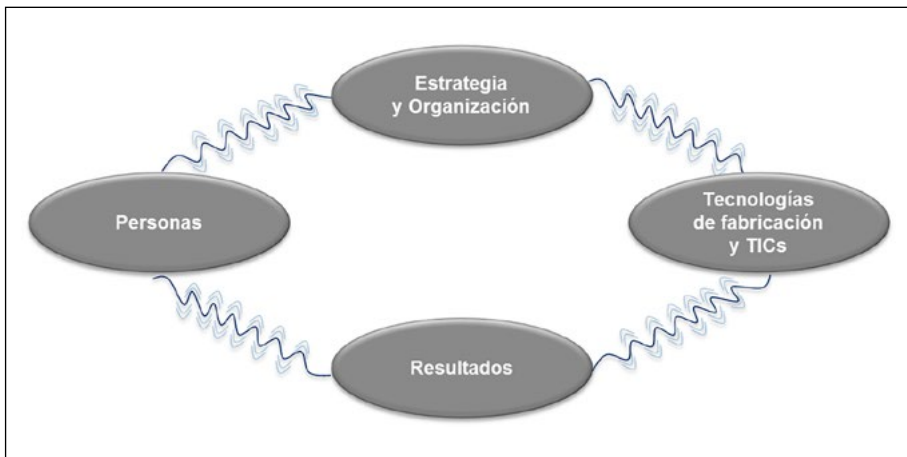 Estrategia
y Organización
Personas
Tecnologías
de fabricación
y TICs
Resultados